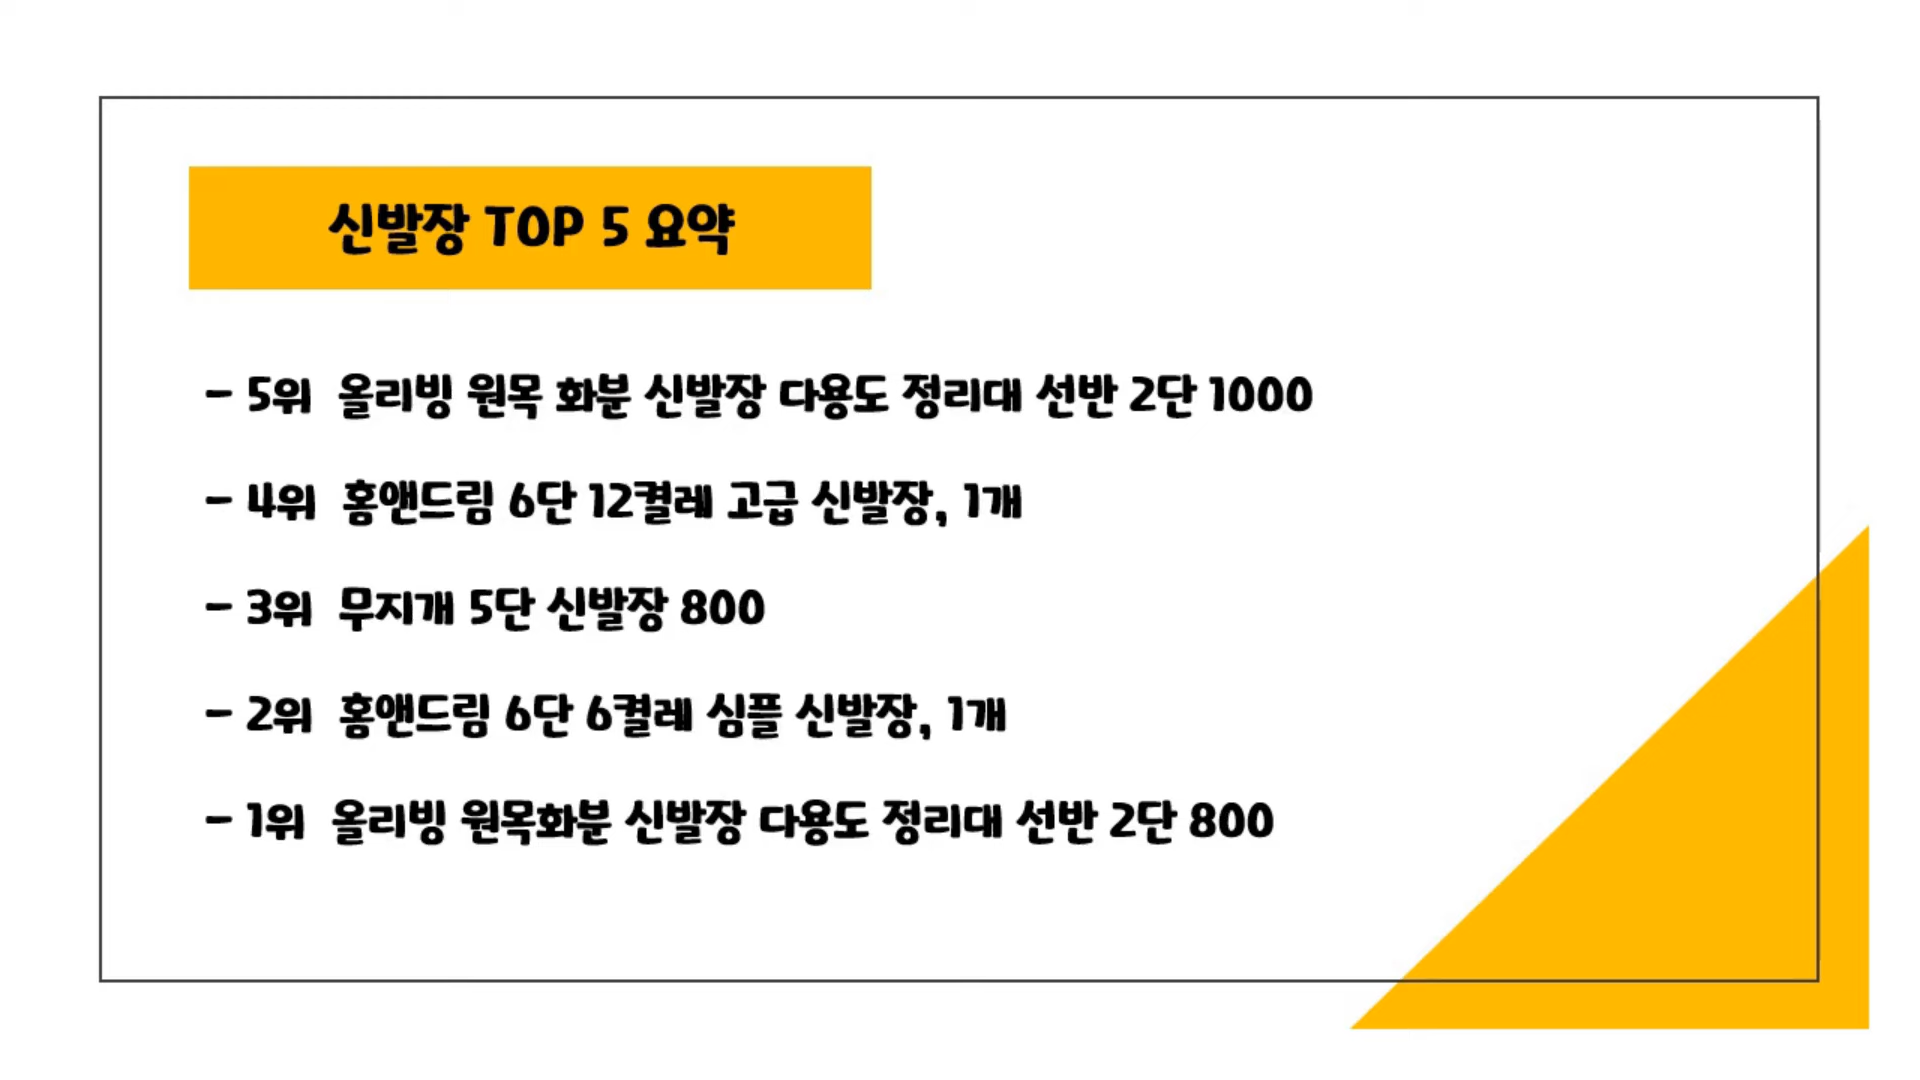 신발장 TOP 5 요약
- 5위 올리빙 원목 화분 신발장 다용도 정리대 선반 2단 1000
- 4위 홈앤드림 6단 12켤레 고급 신발장, 1개
- 3위 무지개 5단 신발장 800
- 2위 홈앤드림 6단 6켤레 심플 신발장, 1개
- 1위 올리빙 원목화분 신발장 다용도 정리대 선반 2단 800